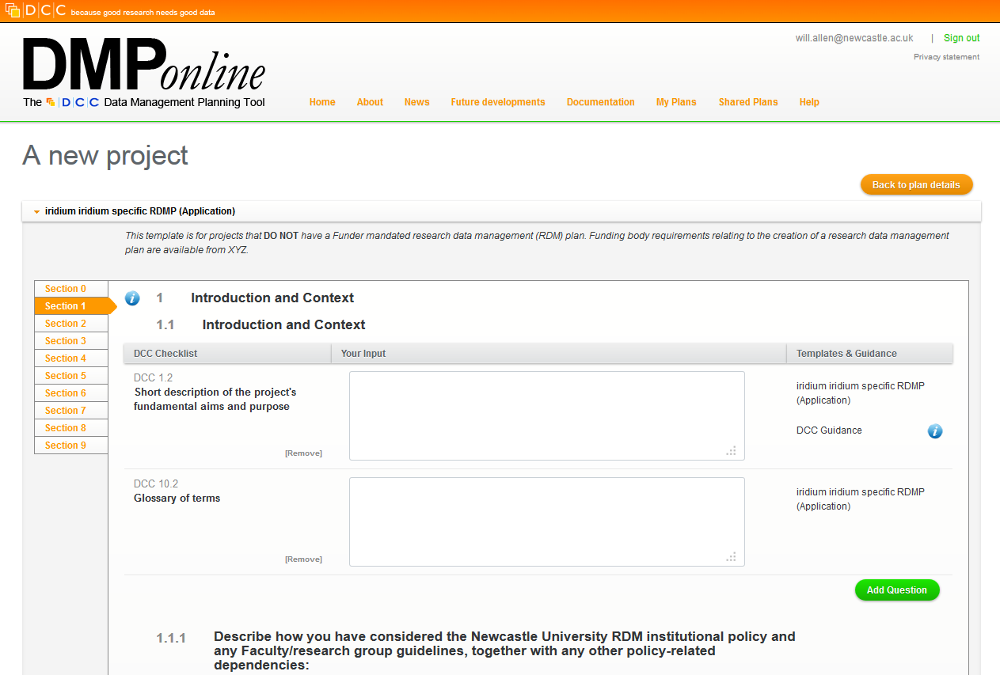 DCC because good research needs good data
will.allen@newcastle.ac.uk | Sign out
Privacy statement
DMPonline
The DCC Data Management Planning Tool
Home About News Future developments Documentation My Plans Shared Plans Help
A new project
Back to plan details
iridium iridium specific RDMP (Application)
This template is for projects that DO NOT have a Funder mandated research data management (RDM) plan. Funding body requirements relating to the creation of a research data management
plan are available from XYZ.
Section 0
Section 1
Section 2
Section 3
Section 4
Section 5
Section 6
Section 7
Section 8
Section 9
i 1 Introduction and Context
1.1 Introduction and Context
DCC Checklist Your Input Templates & Guidance
DCC 1.2
Short description of the project's
fundamental aims and purpose
[Remove]
iridium iridium specific RDMP
(Application)
DCC Guidance i
DCC 10.2
Glossary of terms
[Remove]
iridium iridium specific RDMP
(Application)
Add Question
1.1.1 Describe how you have considered the Newcastle University RDM institutional policy and
any Faculty/research group guidelines, together with any other policy-related
dependencies: